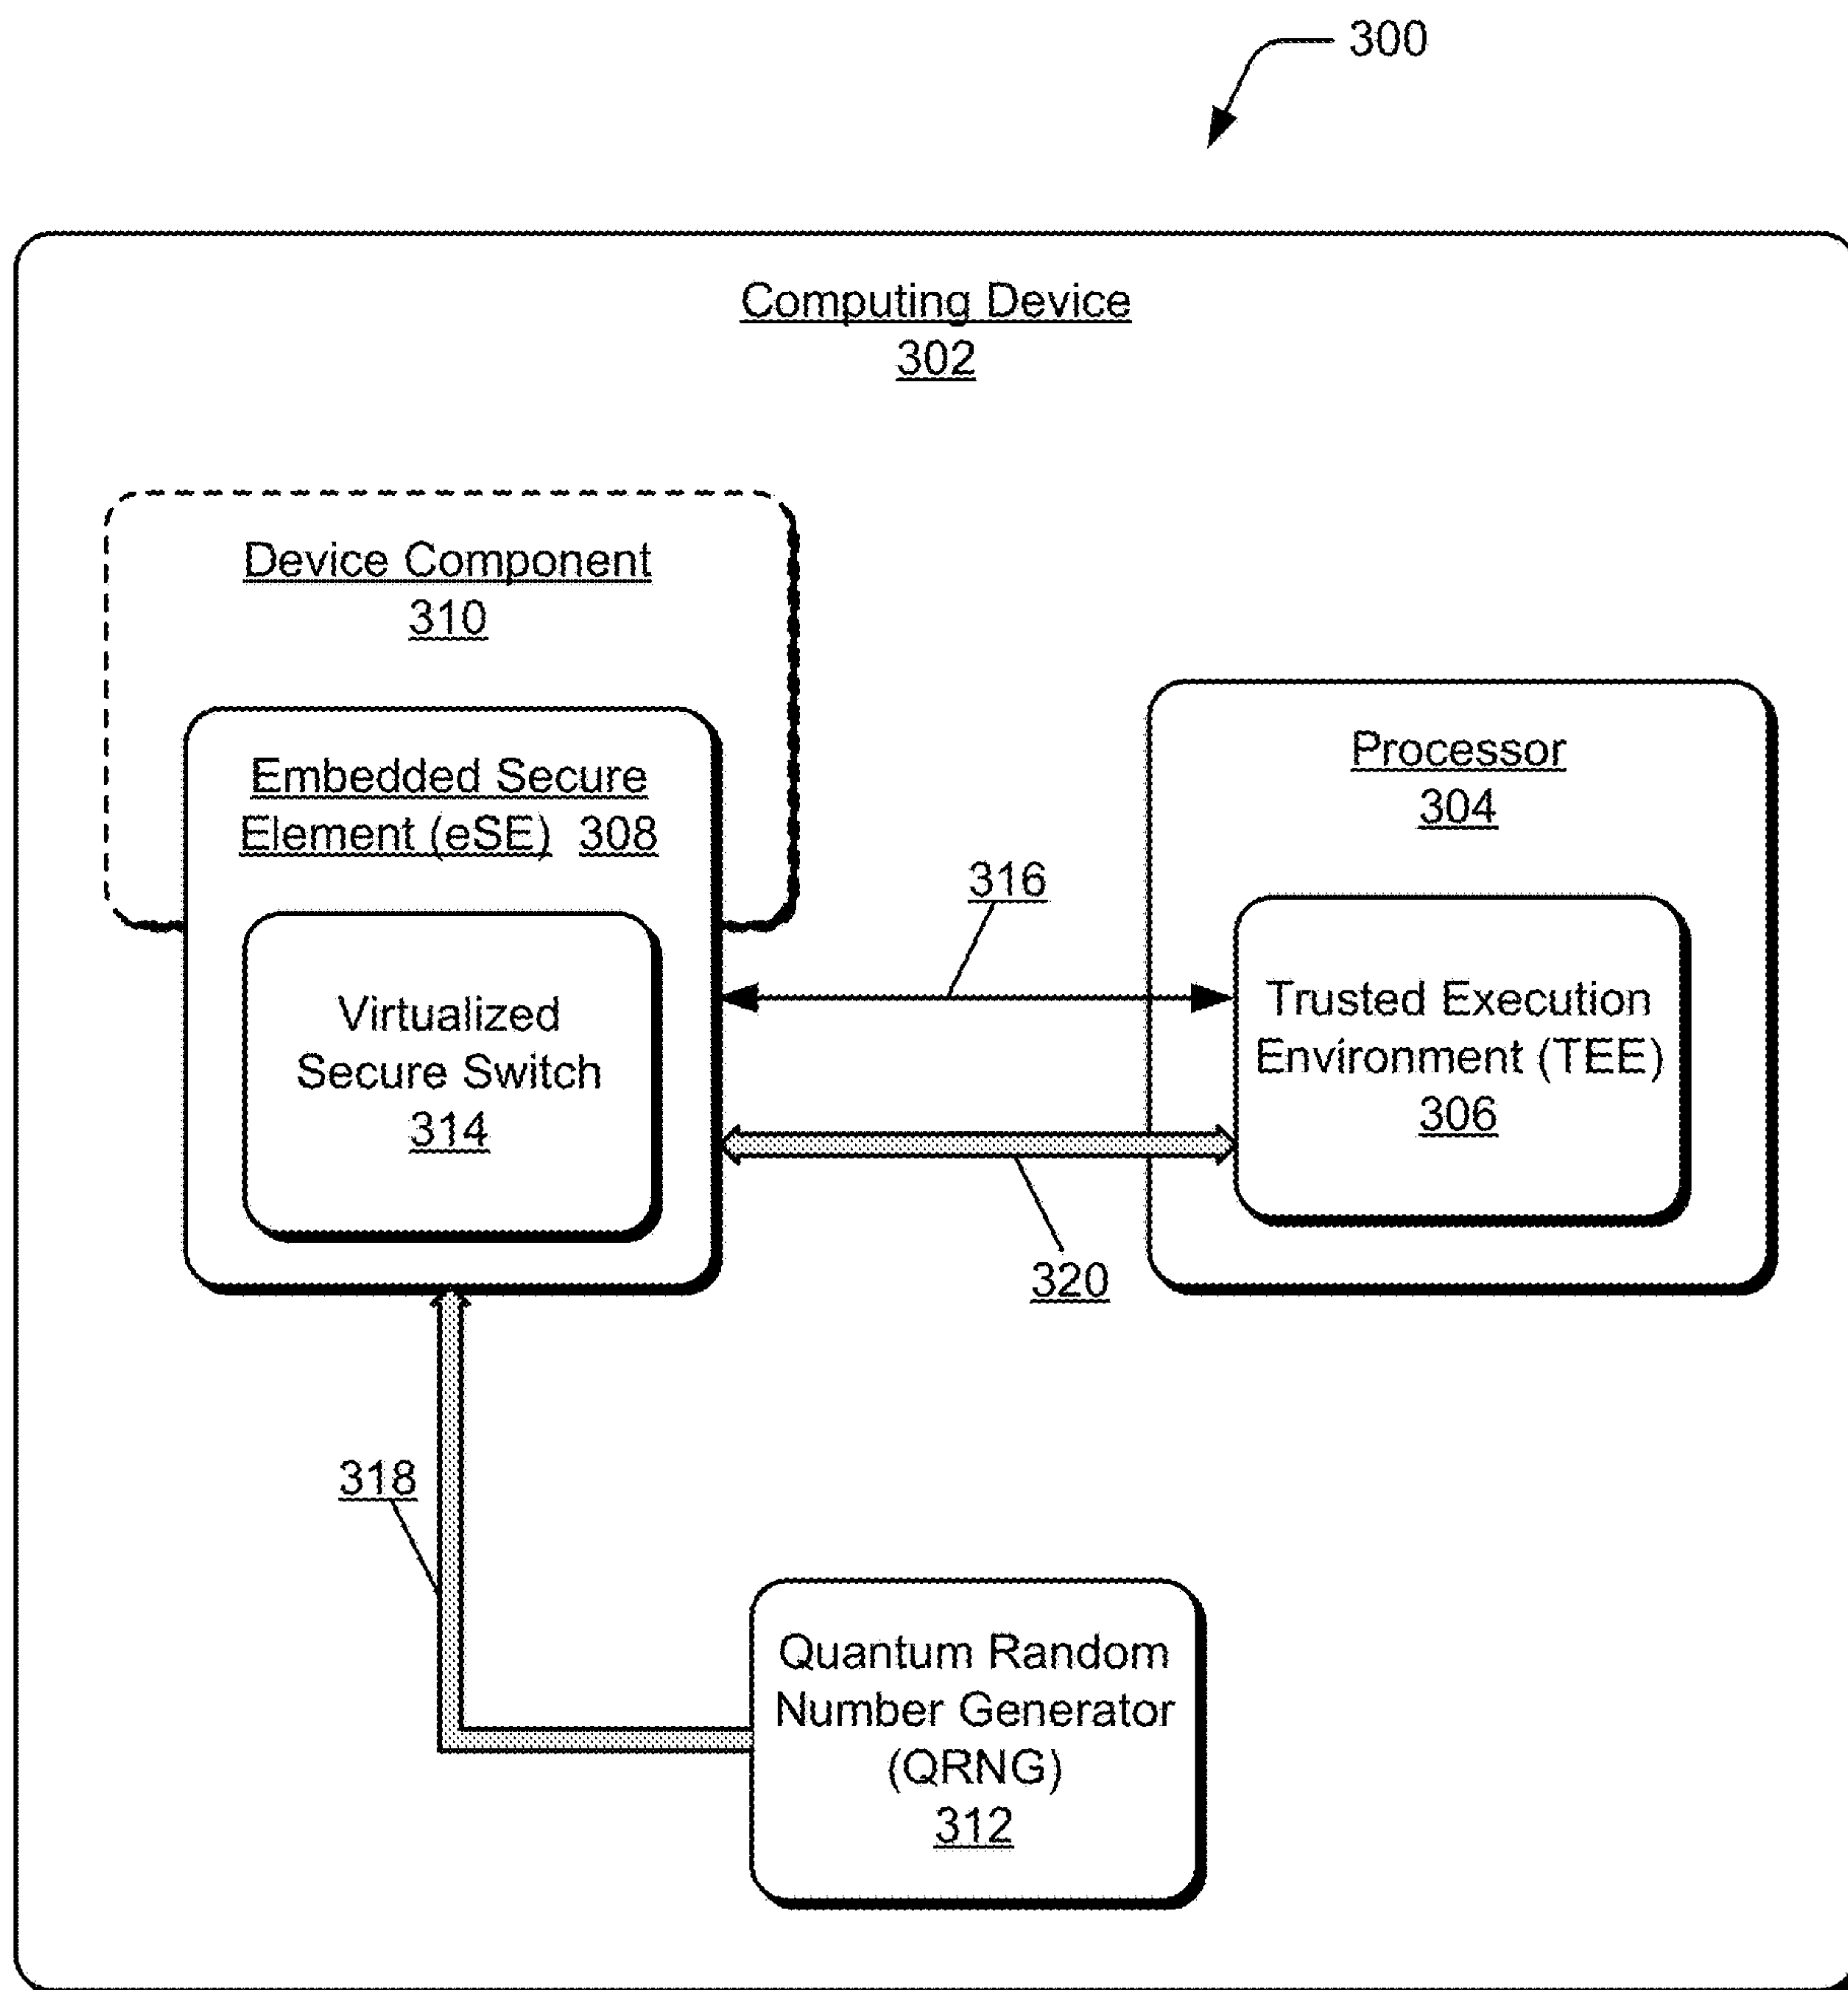 300
Computing Device
302
Device Component
310
Embedded Secure
Element (eSE) 308
Virtualized
Secure Switch
314
316
Processor
304
Trusted Execution
Environment (TEE)
306
320
318
Quantum Random
Number Generator
(QRNG)
312